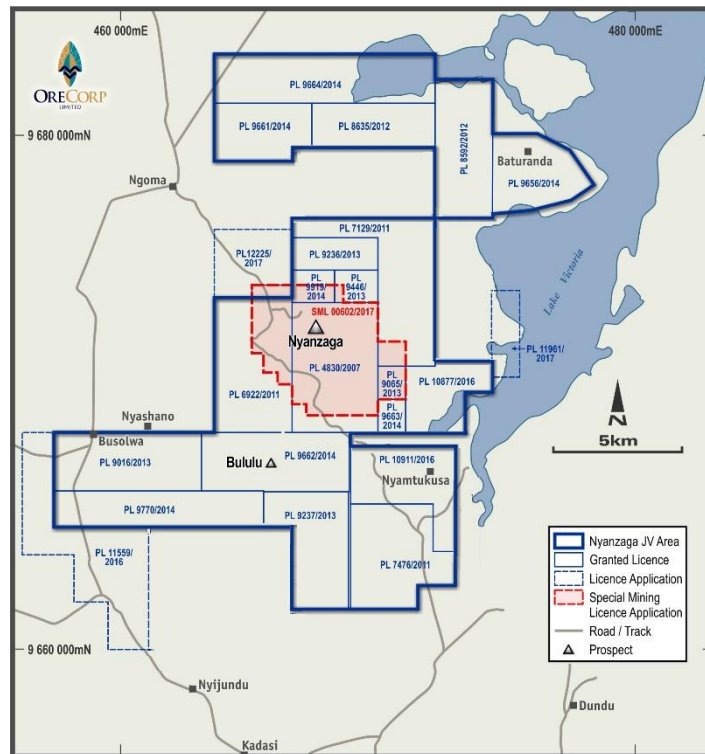 460 000mE
480 000mE
ORECORP
LIMITED
9 680 000mN
PL 9664/2014
PL 9661/2014
PL 8635/2012
PL 8592/2012
Baturanda
PL 9656/2014
Ngoma
PL 7129/2011
PL12225/
2017
PL 9236/2013
PL
9919/
2014
PL
9446/
2013
SML 00602/2017
Nyanzaga
Lake Victoria
PL 11961/
2017
PL 4830/2007
PL
9065/
2013
PL 10877/2016
PL 6922/2011
PL
9663/
2014
N
5km
Nyashano
Busolwa
PL 9016/2013
Bululu
PL 9662/2014
PL 10911/2016
Nyamtukusa
PL 9770/2014
PL 9237/2013
PL 11559/
2016
PL 7476/2011
Nyanzaga JV Area
Granted Licence
Licence Application
Special Mining
Licence Application
Road / Track
Prospect
9 660 000mN
Nyijundu
Kadasi
Dundu